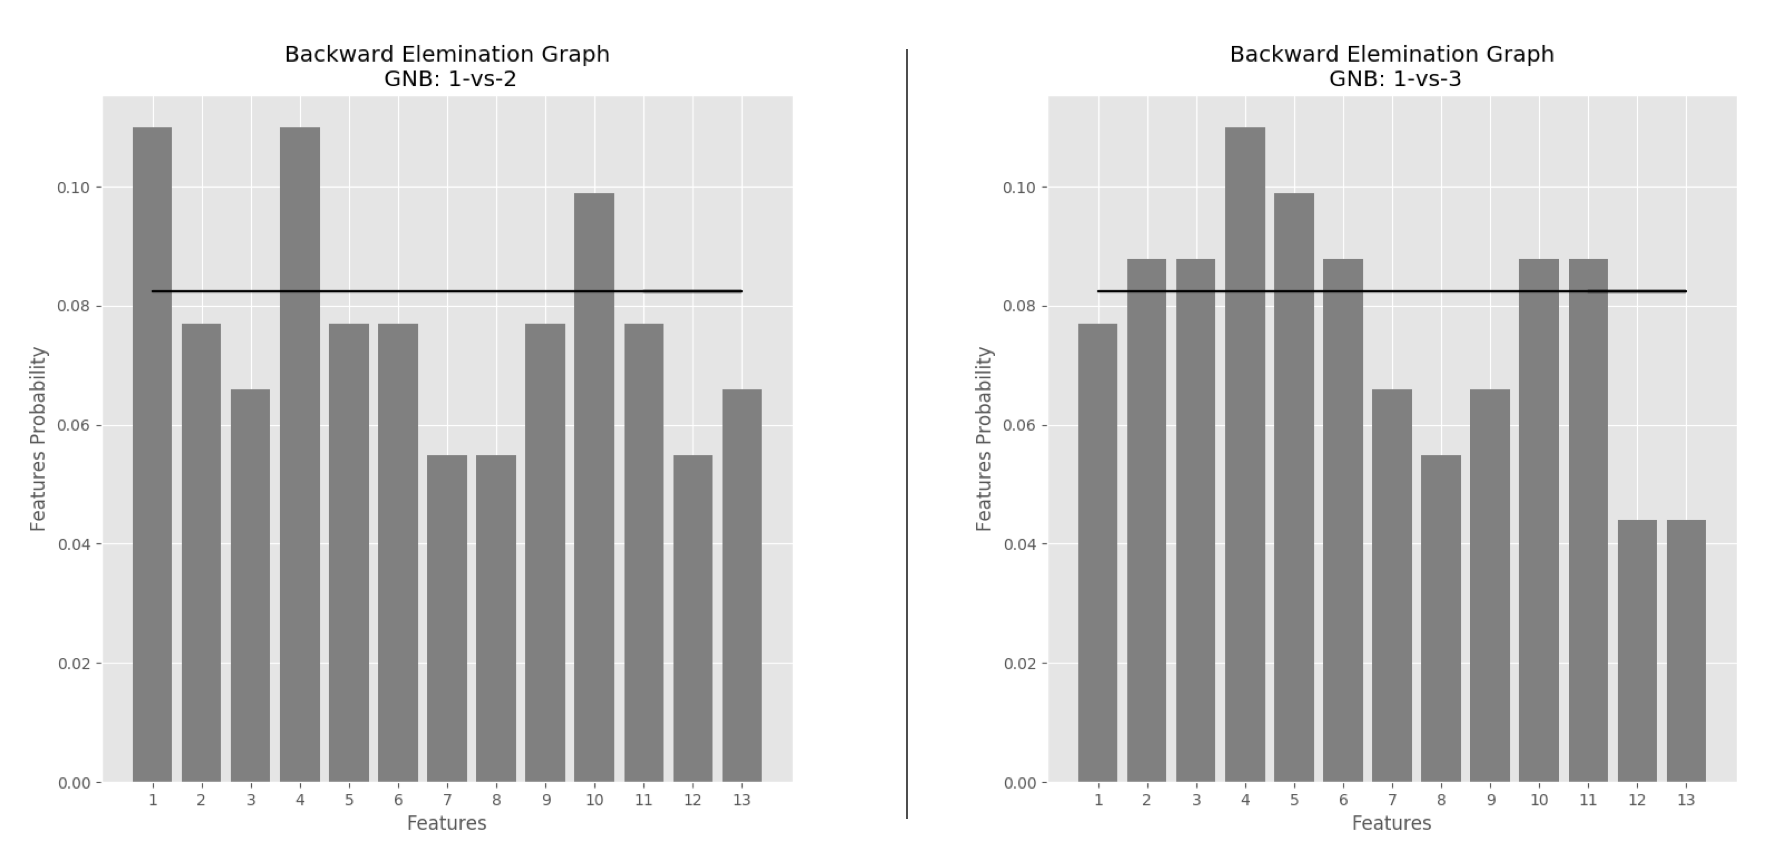 Backward Elemination Graph
GNB: 1-vs-2
0.10
0.08
0.06
0.04
0.02
0.00
Features Probability
1 2 3 4 5 6 7 8 9 10 11 12 13
Features
Backward Elemination Graph
GNB: 1-vs-3
0.10
0.08
0.06
0.04
0.02
0.00
Features Probability
1 2 3 4 5 6 7 8 9 10 11 12 13
Features